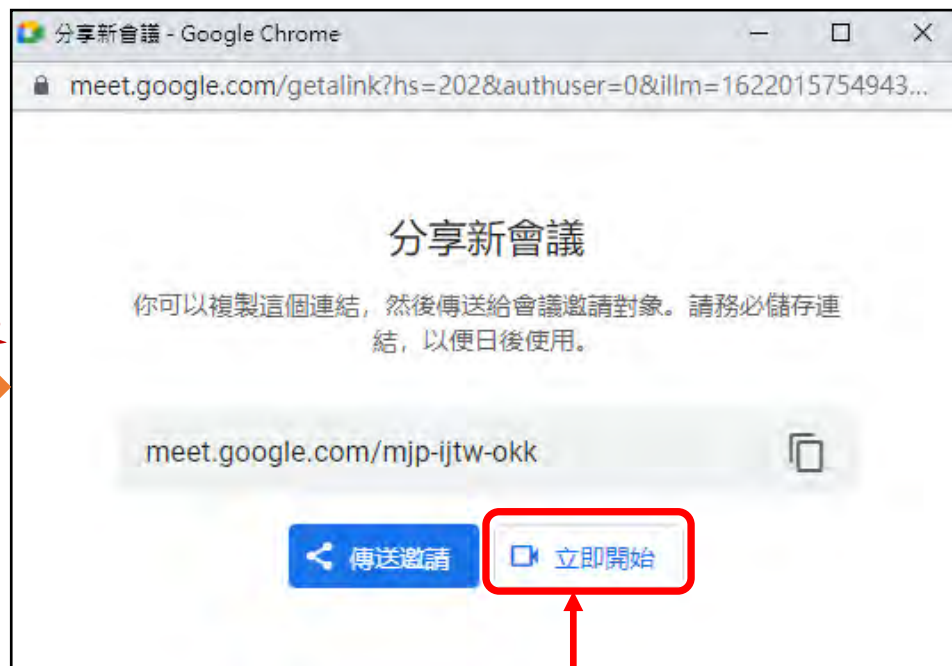 分享新會議 - Google Chrome
meet.google.com/getalink?hs=202&authuser=0&illm=1622015754943...
分享新會議
你可以複製這個連結，然後傳送給會議邀請對象。請務必儲存連
結，以便日後使用。
meet.google.com/mjp-ijtw-okk
傳送邀請 立即開始